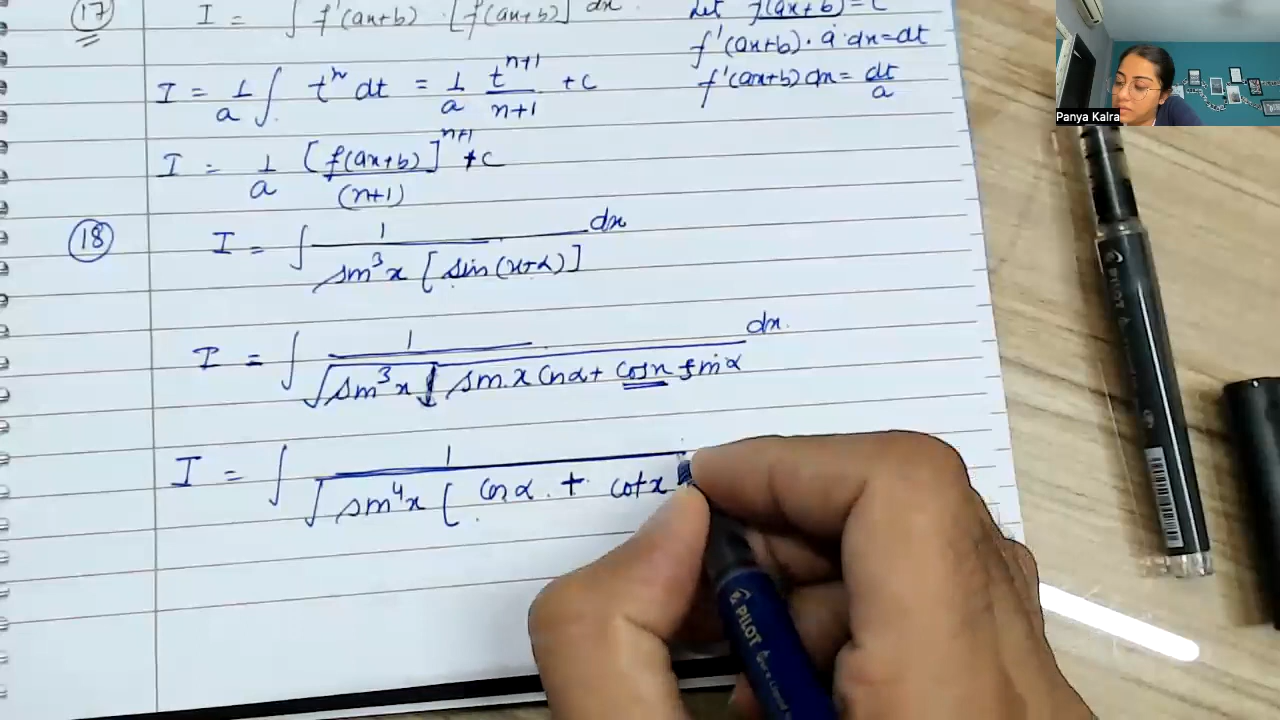 17 I = ∫ f'(ax+b) · [f(ax+b)] dx Let f(ax+b) = t
f'(ax+b) · a · dx = dt
I = 1/a ∫ tⁿ dt = 1/a tⁿ⁺¹/n+1 + C f'(ax+b) dx = dt/a
I = 1/a [f(ax+b)]ⁿ⁺¹/(n+1) + C
18 I = ∫ 1/sin³x [sin(x+α)] dx
I = ∫ 1/√sin³x √sin x cos α + cos x sin α dx.
I = ∫ 1/√sin⁴x [cos α + cot x
Panya Kalra
PILOT
PILOT